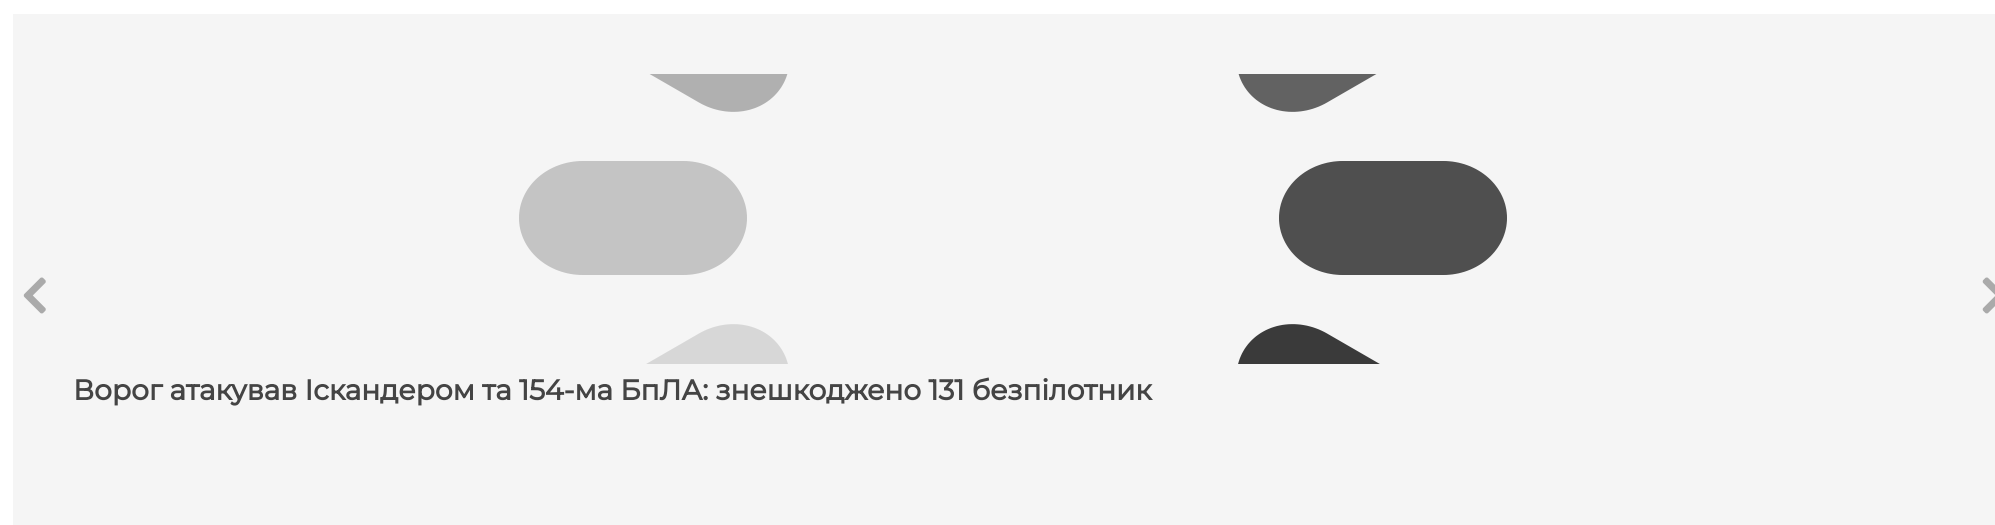 Ворог атакував Іскандером та 154-ма БпЛА: знешкоджено 131 безпілотник